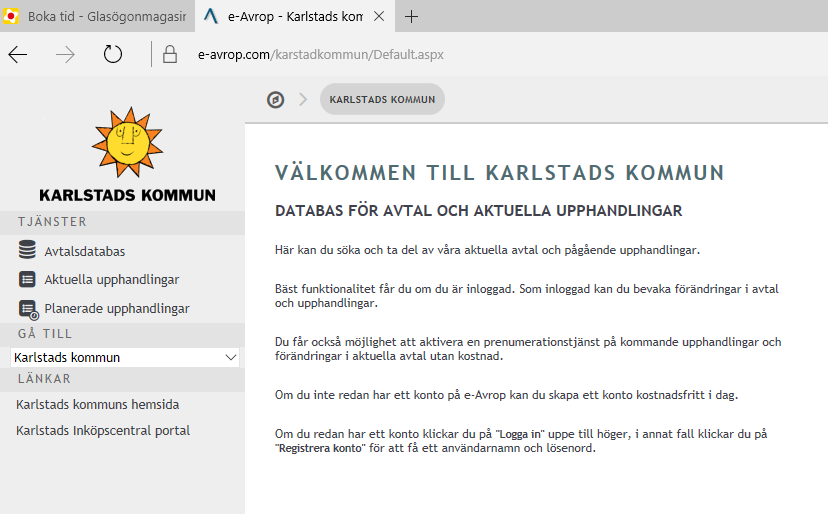 Boka tid - Glasögonmagasin
e-Avrop - Karlstads kom
e-avrop.com/karstadkommun/Default.aspx
KARLSTADS KOMMUN
KARLSTADS KOMMUN
TJÄNSTER
Avtalsdatabas
Aktuella upphandlingar
Planerade upphandlingar
GÅ TILL
Karlstads kommun
LÄNKAR
Karlstads kommuns hemsida
Karlstads Inköpscentral portal
VÄLKOMMEN TILL KARLSTADS KOMMUN
DATABAS FÖR AVTAL OCH AKTUELLA UPPHANDLINGAR
Här kan du söka och ta del av våra aktuella avtal och pågående upphandlingar.
Bäst funktionalitet får du om du är inloggad. Som inloggad kan du bevaka förändringar i avtal
och upphandlingar.
Du får också möjlighet att aktivera en prenumerationstjänst på kommande upphandlingar och
förändringar i aktuella avtal utan kostnad.
Om du inte redan har ett konto på e-Avrop kan du skapa ett konto kostnadsfritt i dag.
Om du redan har ett konto klickar du på "Logga in" uppe till höger, i annat fall klickar du på
"Registrera konto" för att få ett användarnamn och lösenord.